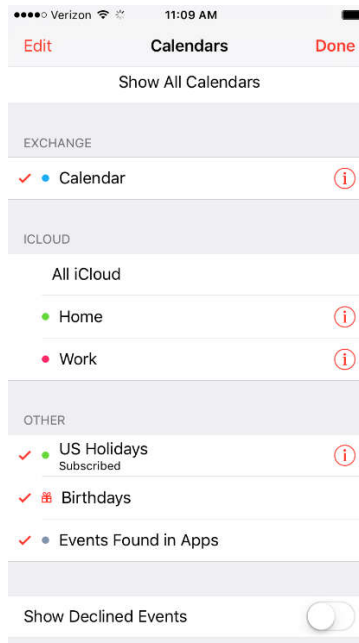 Verizon 11:09 AM
Edit Calendars Done
Show All Calendars
EXCHANGE
Calendar
ICLOUD
All iCloud
Home
Work
OTHER
US Holidays
Subscribed
Birthdays
Events Found in Apps
Show Declined Events